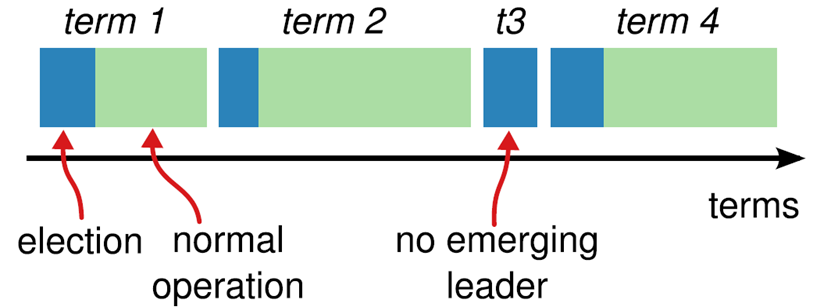 term 1
term 2
t3
term 4
terms
election
normal
operation
no emerging
leader